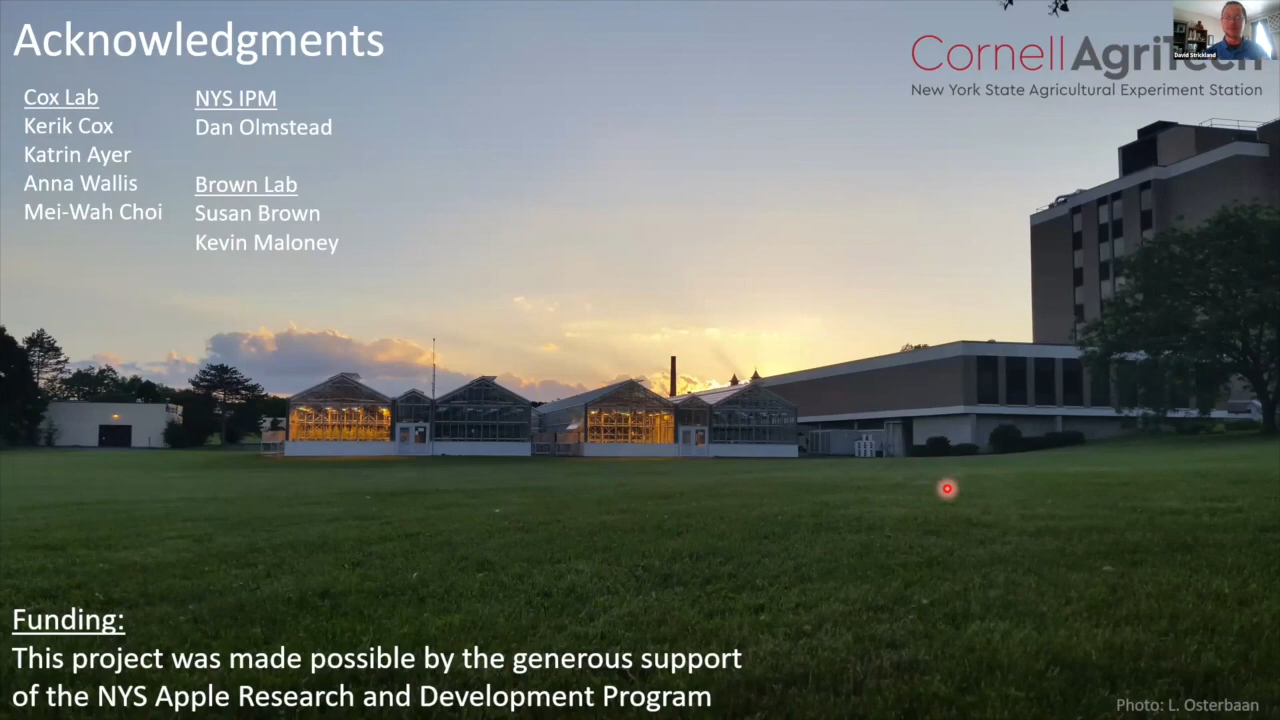 Acknowledgments
Cox Lab
Kerik Cox
Katrin Ayer
Anna Wallis
Mei-Wah Choi
NYS IPM
Dan Olmstead
Brown Lab
Susan Brown
Kevin Maloney
Cornell AgriTech
New York State Agricultural Experiment Station
David Strickland
Funding:
This project was made possible by the generous support
of the NYS Apple Research and Development Program
Photo: L. Osterbaan